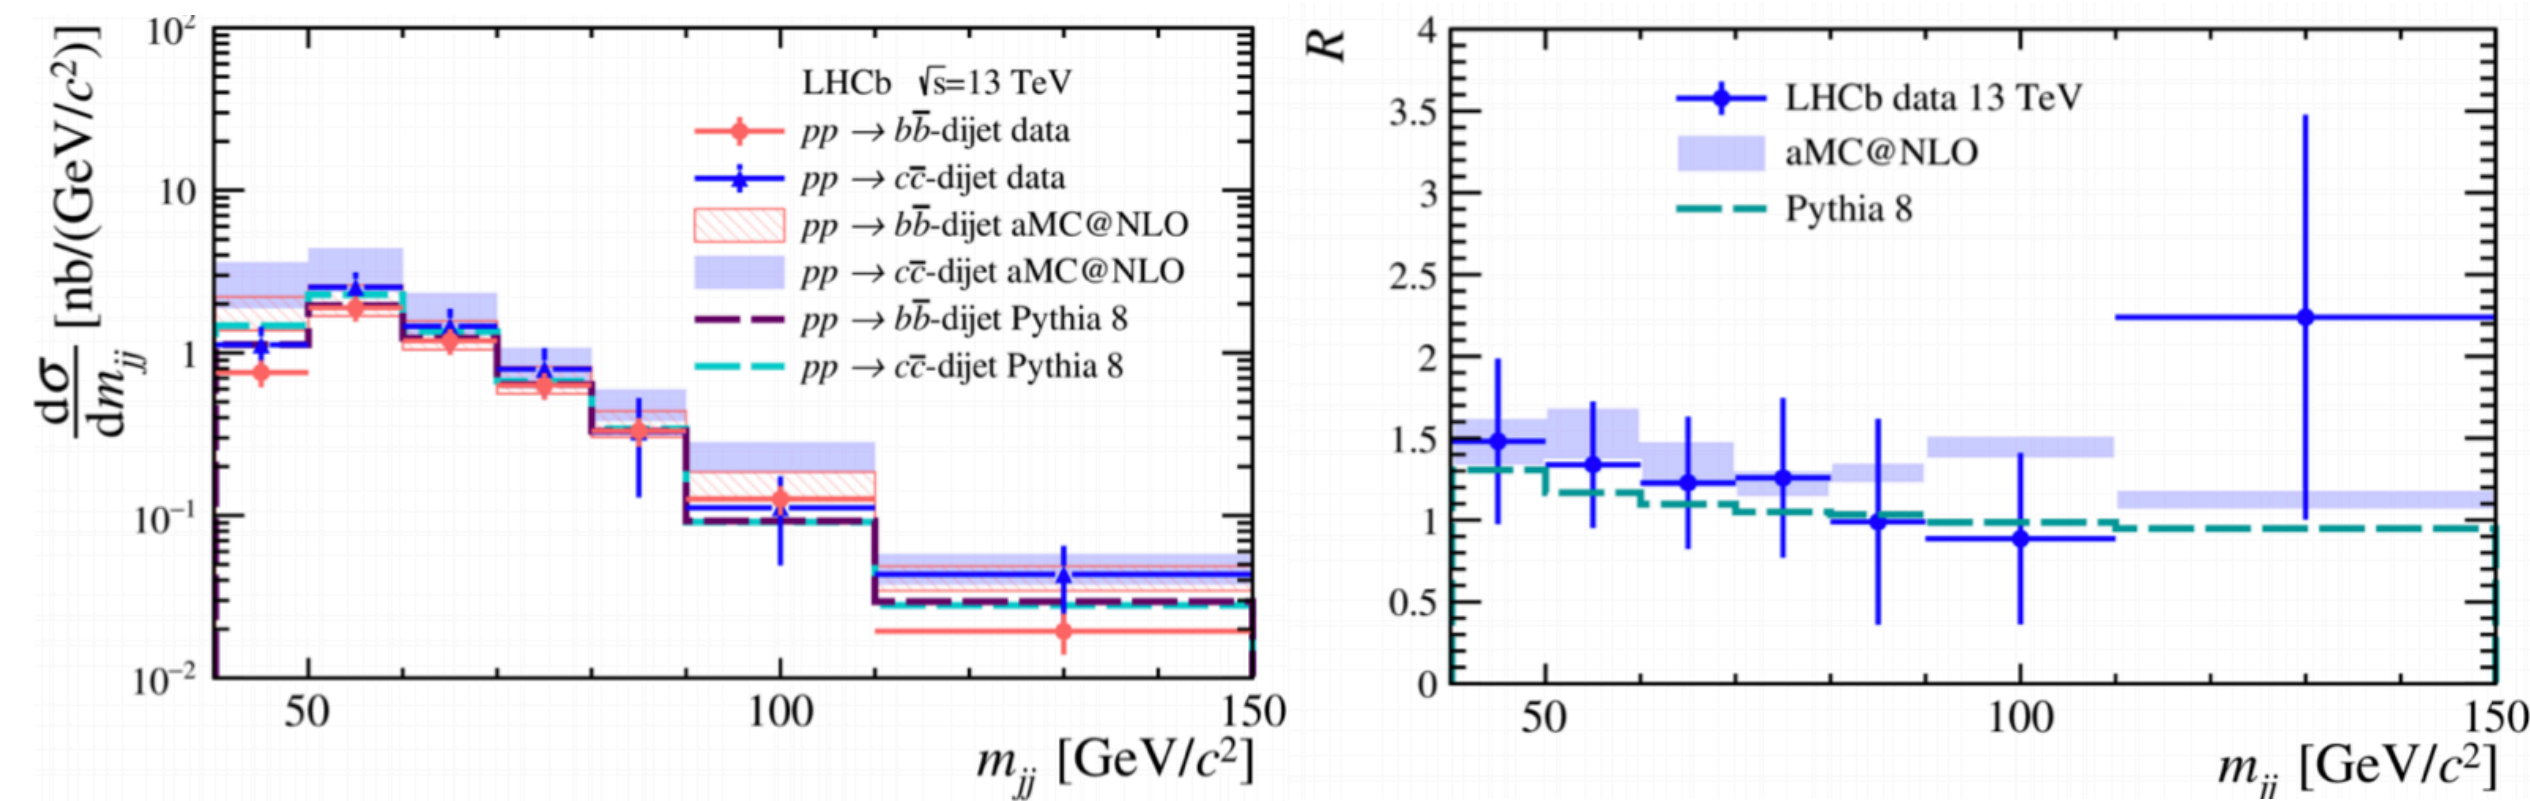 dσ/dm_jj [nb/(GeV/c²)]
10²
10
1
10⁻¹
10⁻²
LHCb √s=13 TeV
pp → bb̅-dijet data
pp → cc̅-dijet data
pp → bb̅-dijet aMC@NLO
pp → cc̅-dijet aMC@NLO
pp → bb̅-dijet Pythia 8
pp → cc̅-dijet Pythia 8
50 100 150
m_jj [GeV/c²]
R
4
3.5
3
2.5
2
1.5
1
0.5
0
LHCb data 13 TeV
aMC@NLO
Pythia 8
50 100 150
m_jj [GeV/c²]